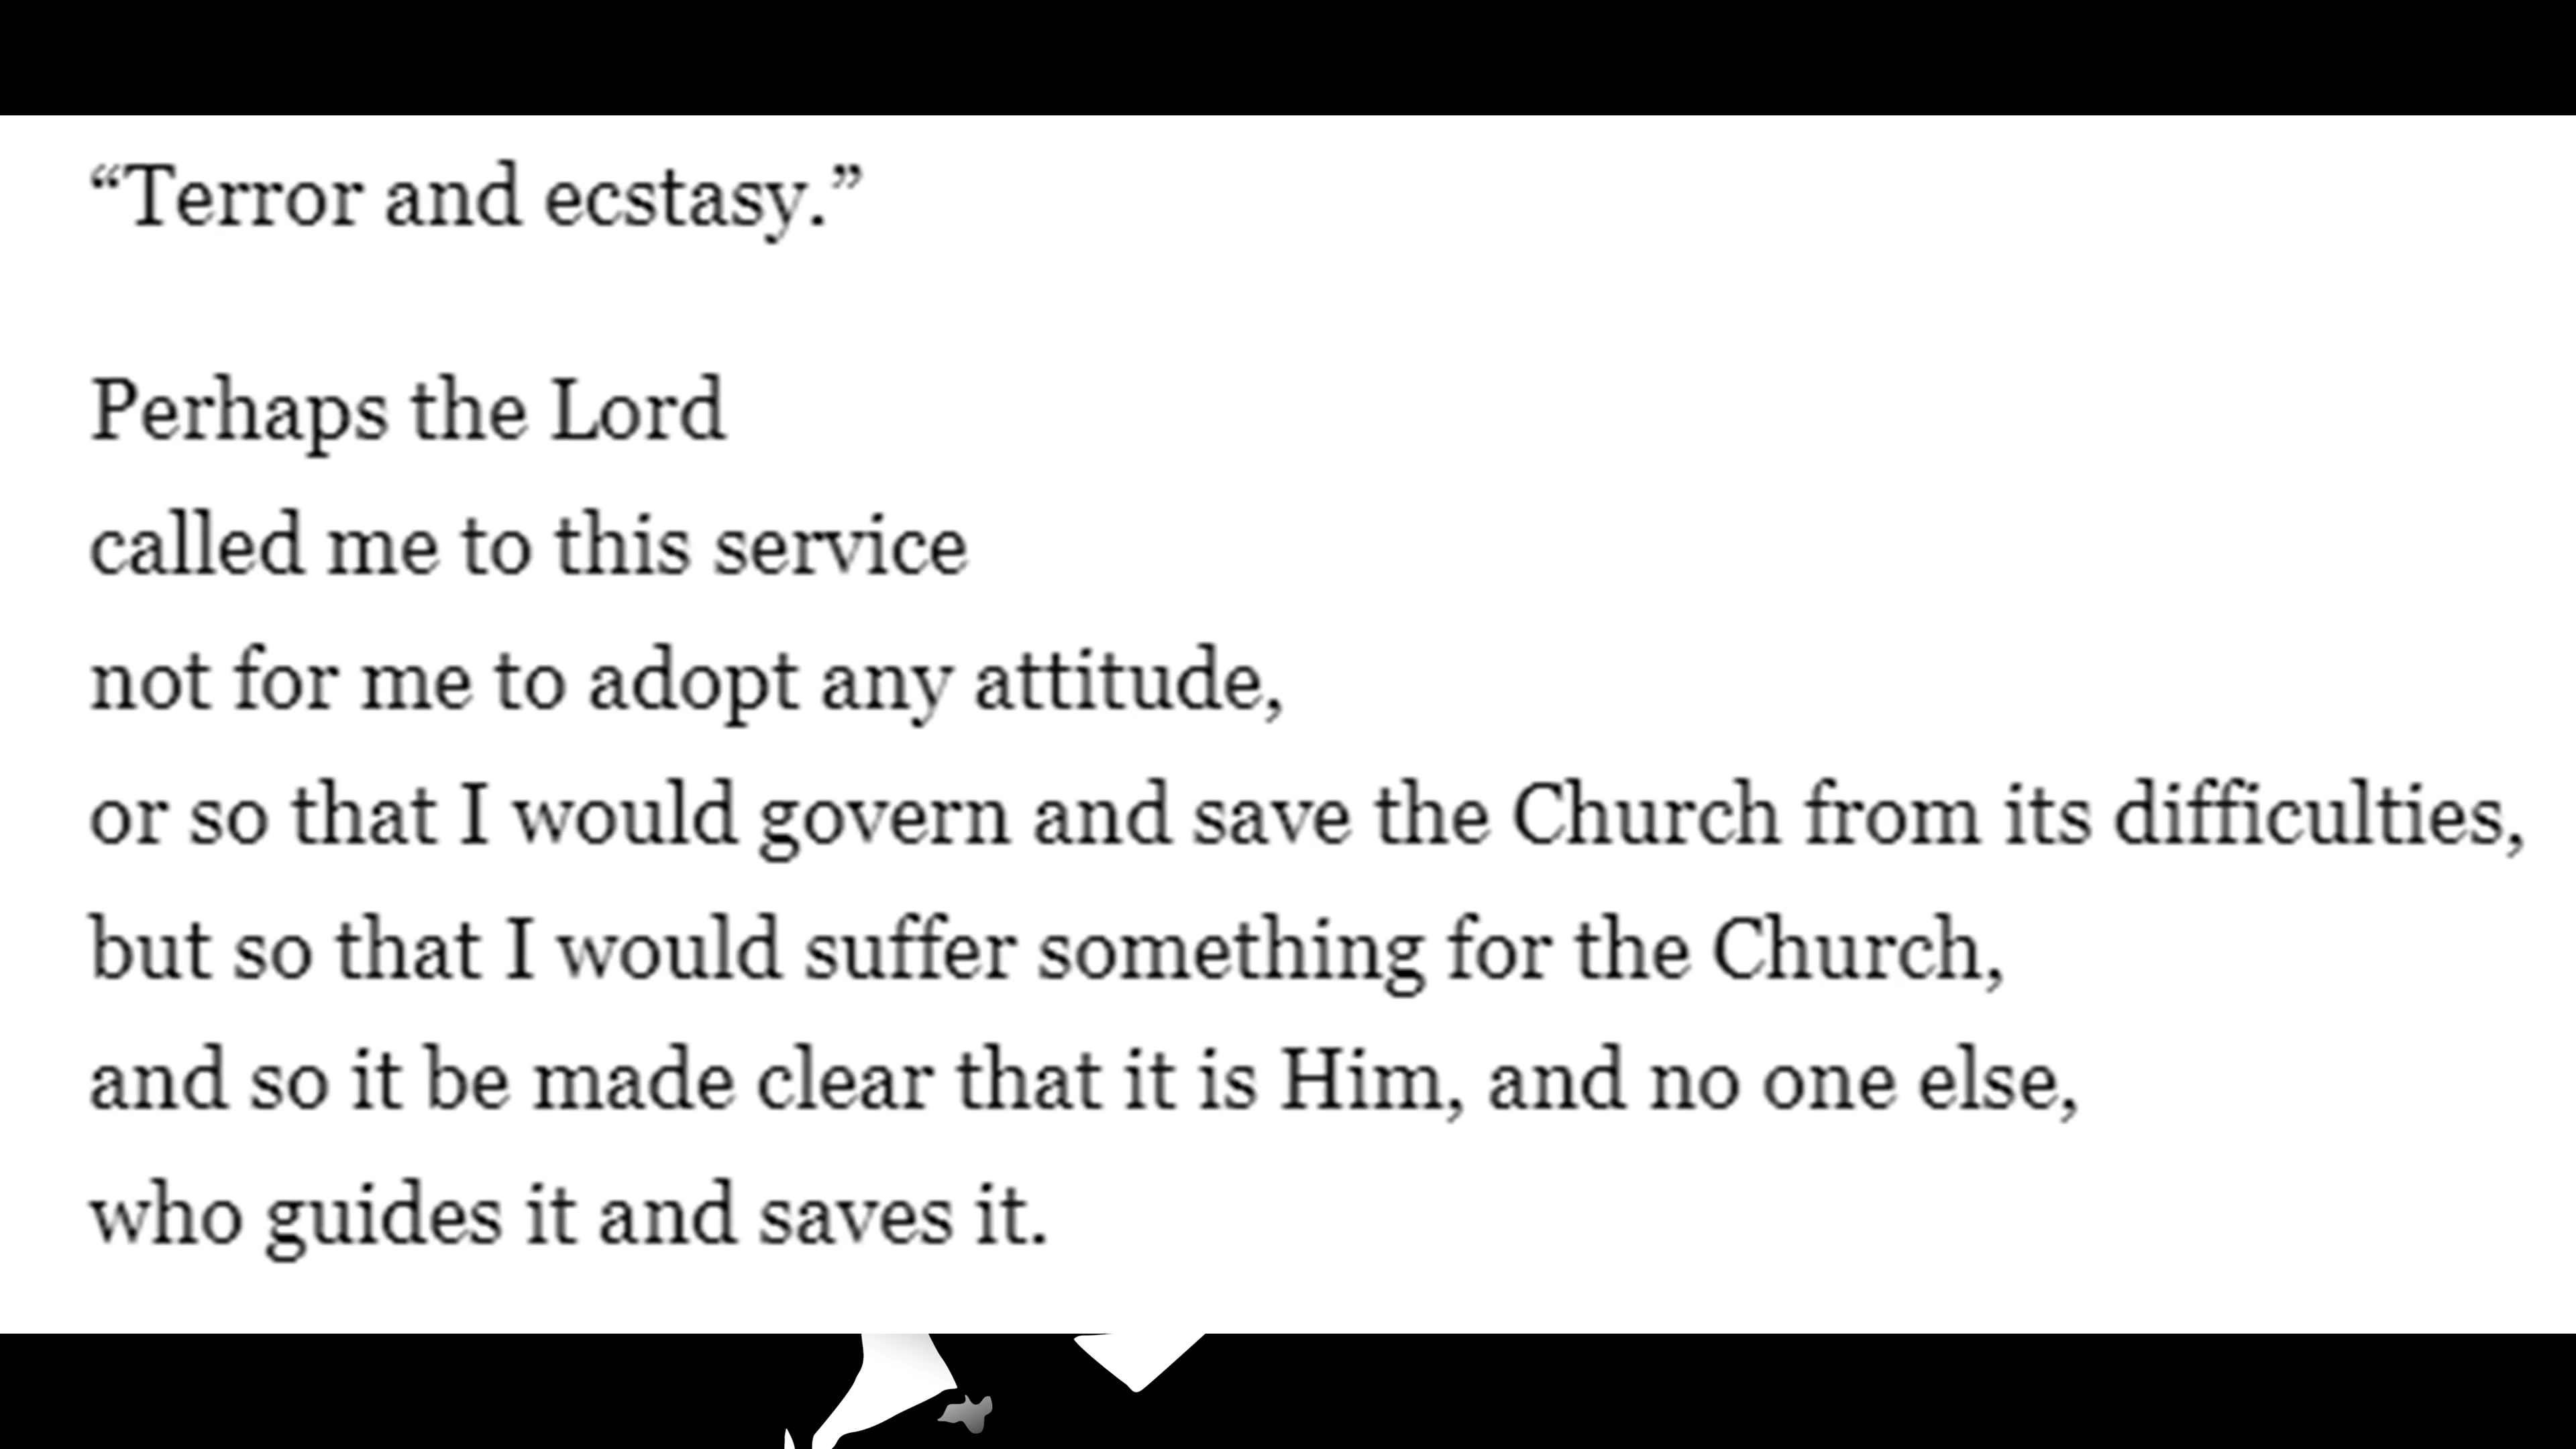 “Terror and ecstasy.”
Perhaps the Lord
called me to this service
not for me to adopt any attitude,
or so that I would govern and save the Church from its difficulties,
but so that I would suffer something for the Church,
and so it be made clear that it is Him, and no one else,
who guides it and saves it.